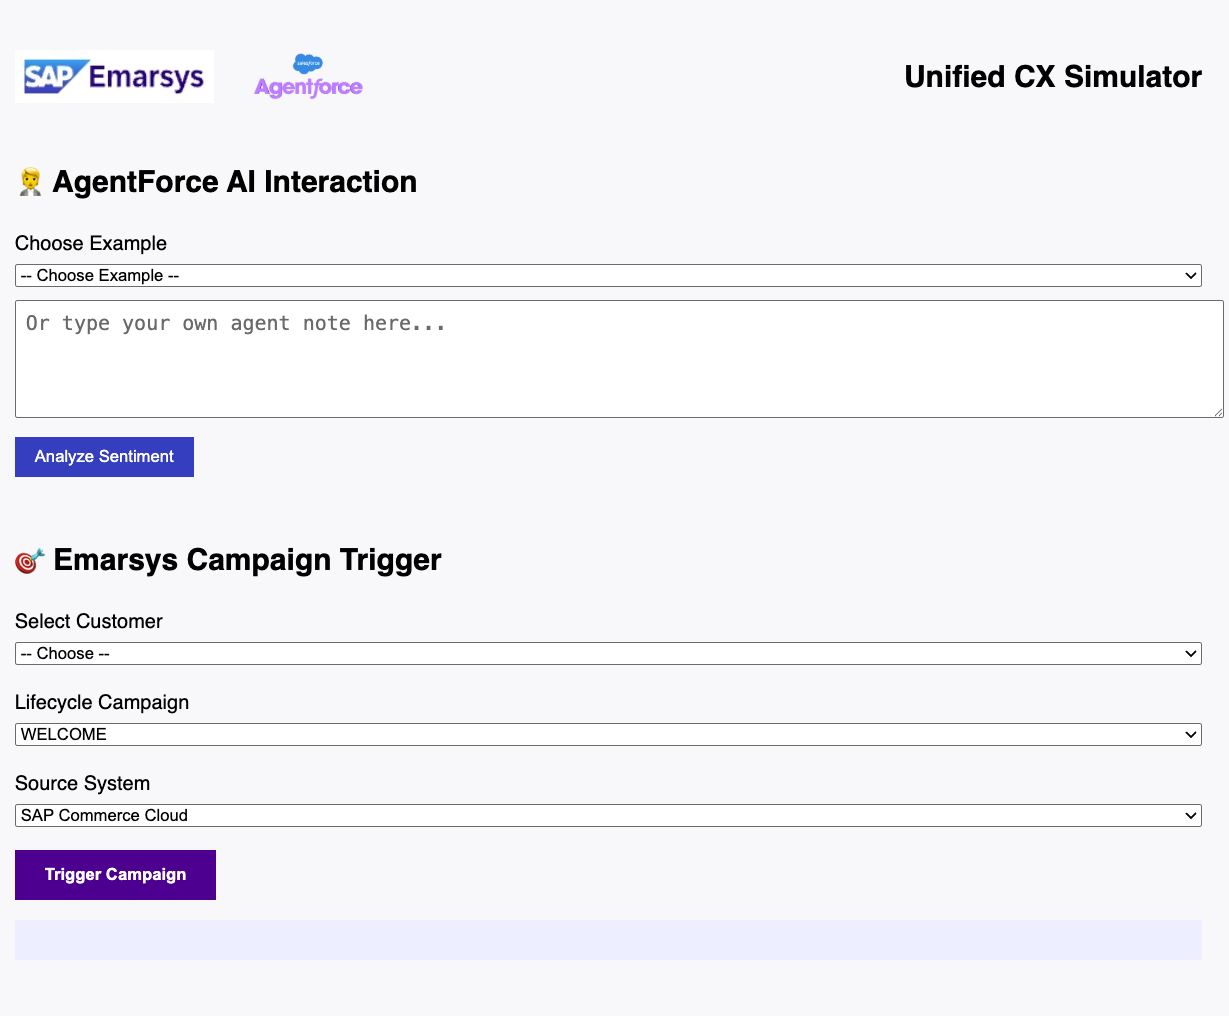 SAP Emarsys
salesforce
Agentforce
Unified CX Simulator
AgentForce AI Interaction
Choose Example
-- Choose Example --
Or type your own agent note here...
Analyze Sentiment
Emarsys Campaign Trigger
Select Customer
-- Choose --
Lifecycle Campaign
WELCOME
Source System
SAP Commerce Cloud
Trigger Campaign